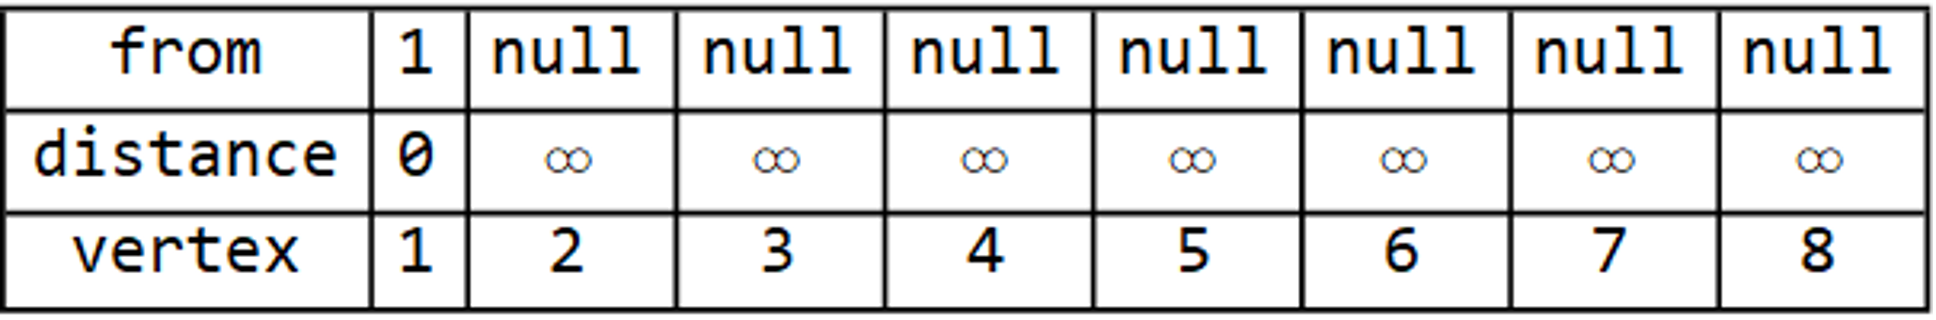 from 1 null null null null null null null
distance 0 ∞ ∞ ∞ ∞ ∞ ∞ ∞
vertex 1 2 3 4 5 6 7 8